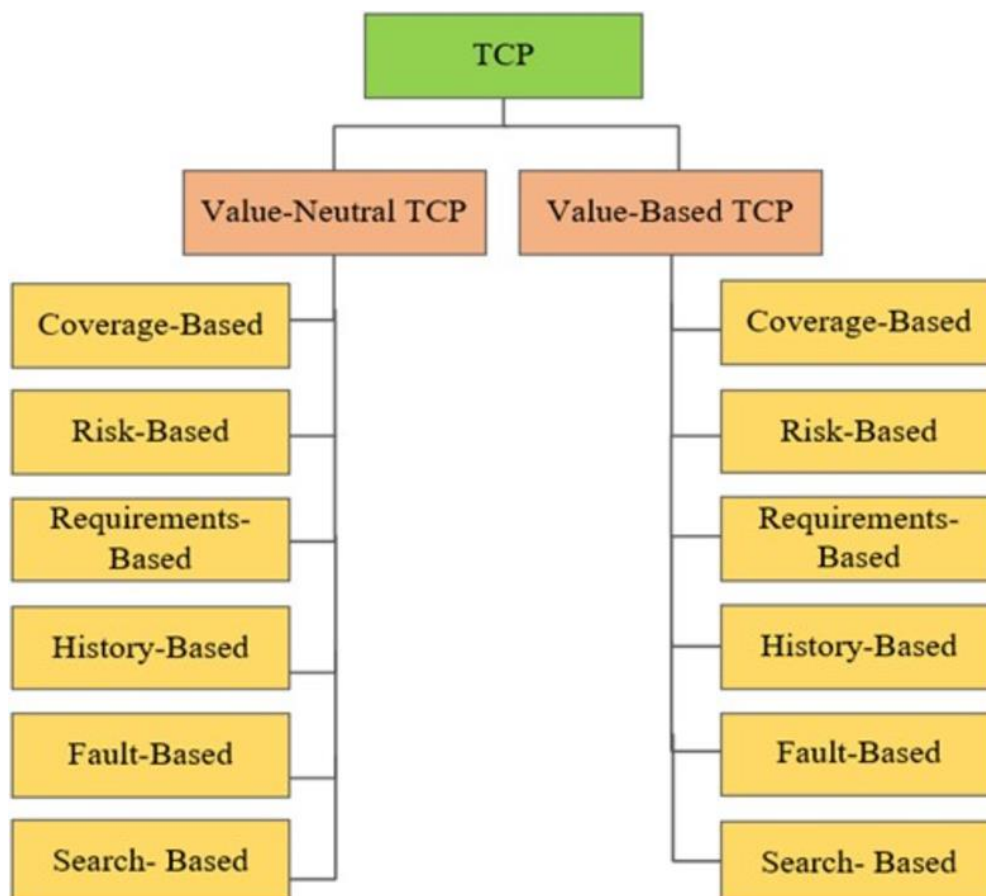 TCP
Value-Neutral TCP
Value-Based TCP
Coverage-Based
Risk-Based
Requirements-
Based
History-Based
Fault-Based
Search- Based
Coverage-Based
Risk-Based
Requirements-
Based
History-Based
Fault-Based
Search- Based